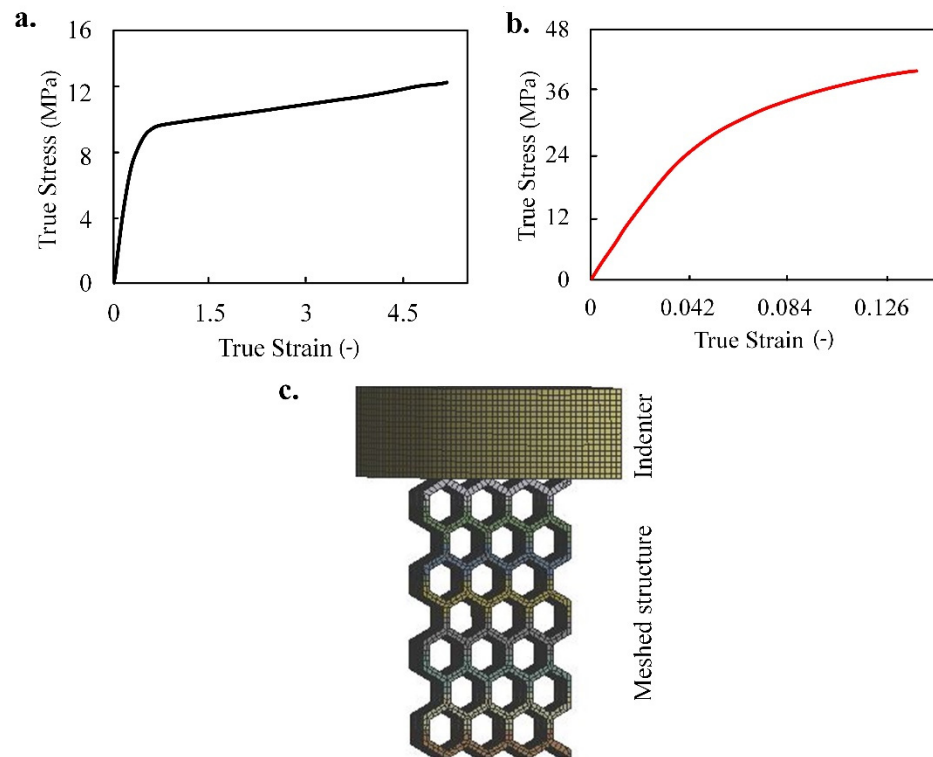 a.
16
12
8
4
0
True Stress (MPa)
0
1.5
3
4.5
True Strain (-)
b.
48
36
24
12
0
True Stress (MPa)
0
0.042
0.084
0.126
True Strain (-)
c.
Indenter
Meshed structure